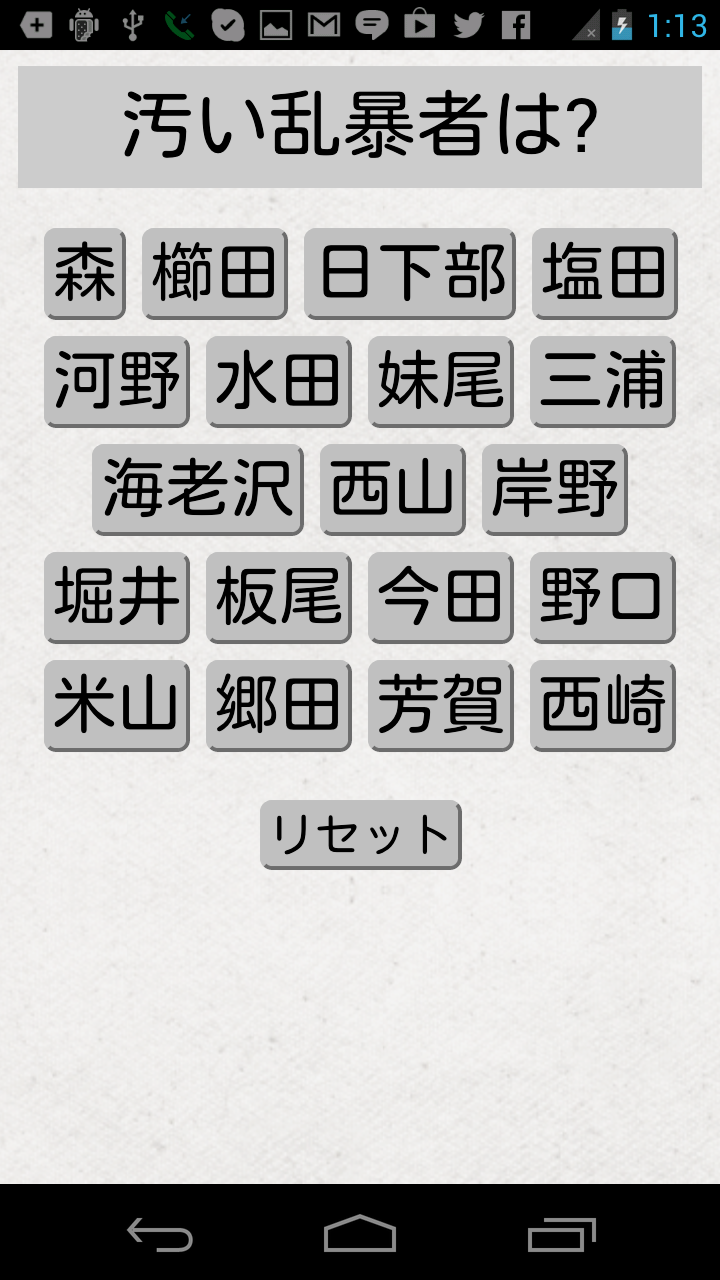 1:13
汚い乱暴者は?
森 櫛田 日下部 塩田
河野 水田 妹尾 三浦
海老沢 西山 岸野
堀井 板尾 今田 野口
米山 郷田 芳賀 西崎
リセット